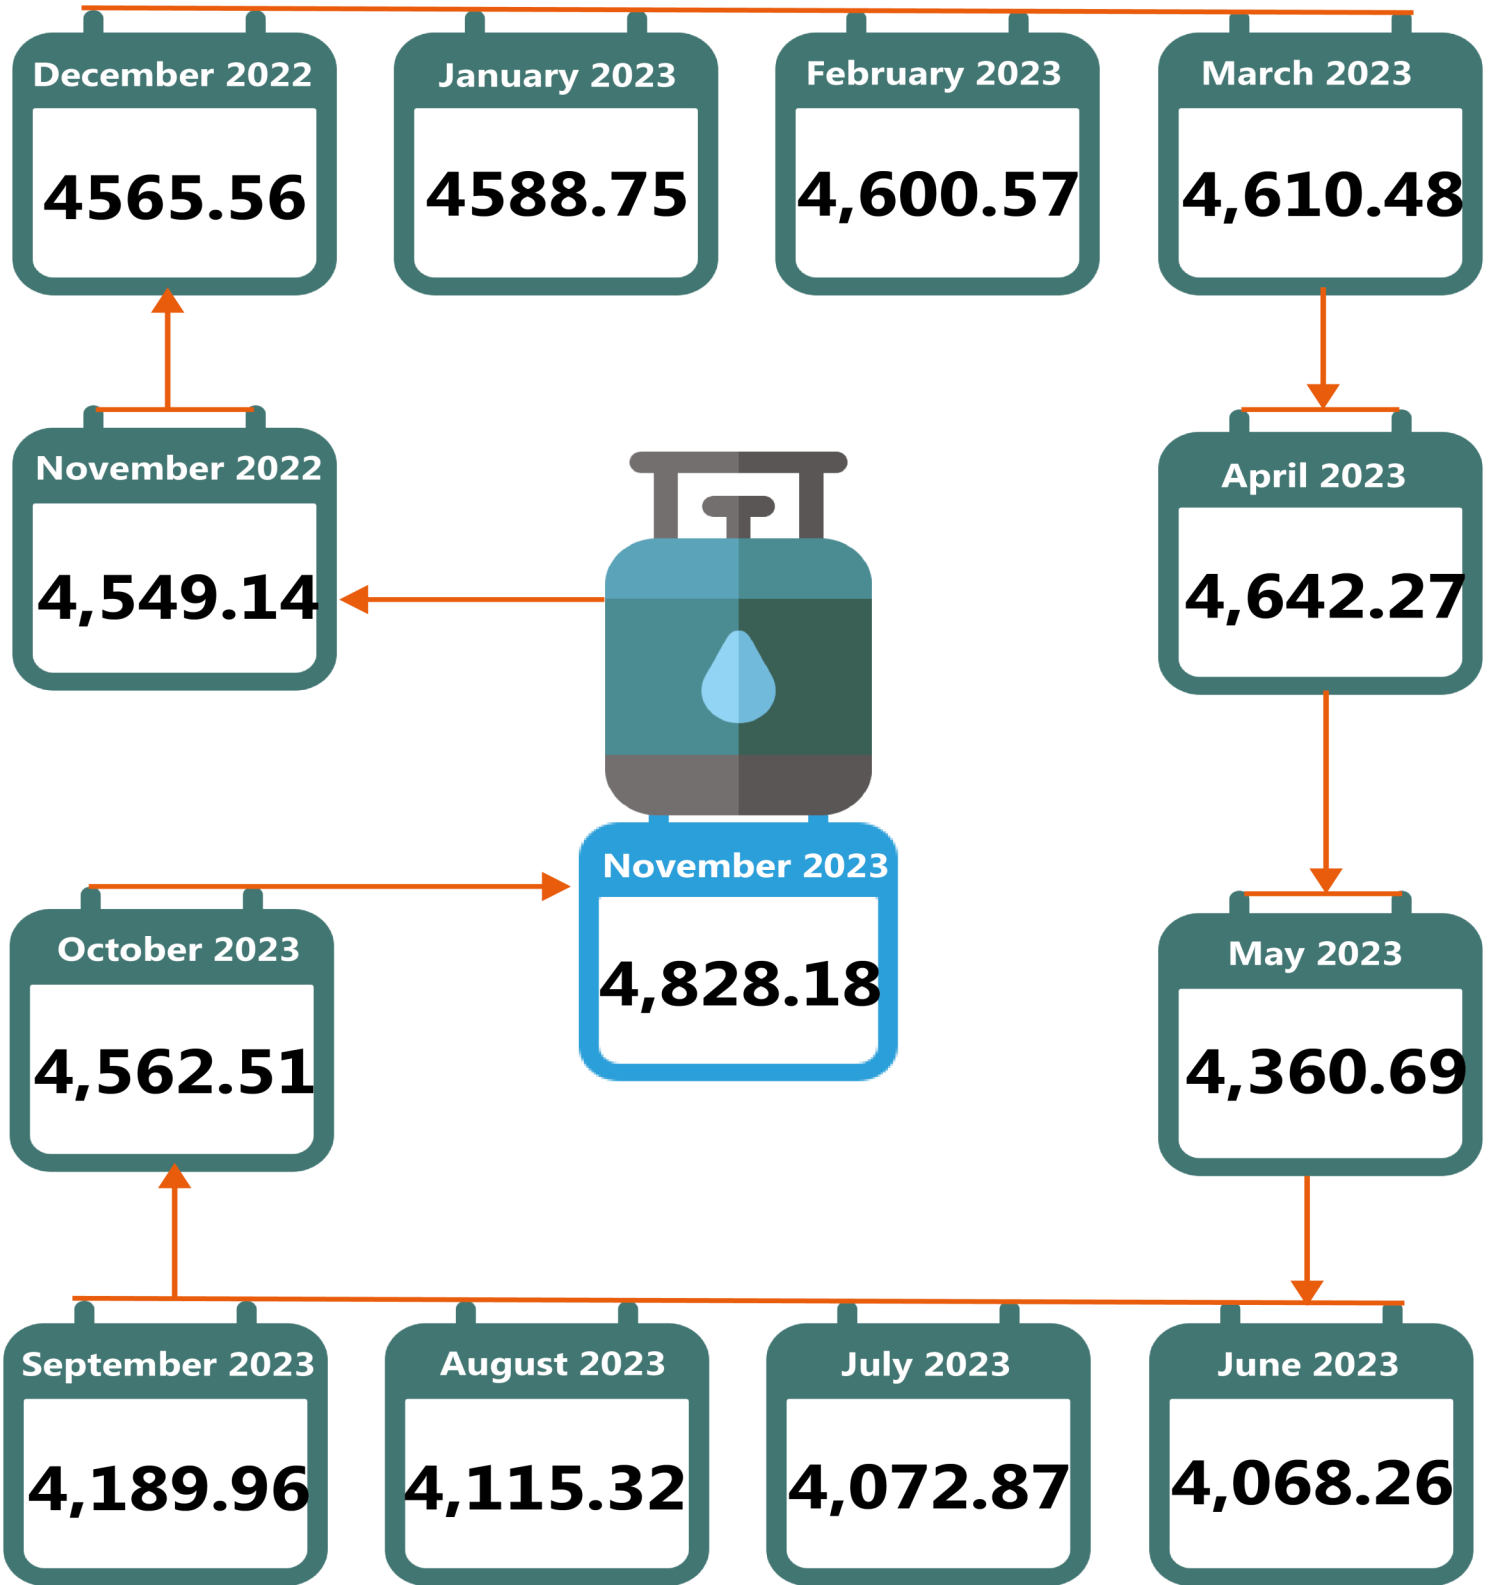 December 2022
4565.56
January 2023
4588.75
February 2023
4,600.57
March 2023
4,610.48
November 2022
4,549.14
April 2023
4,642.27
November 2023
4,828.18
October 2023
4,562.51
May 2023
4,360.69
September 2023
4,189.96
August 2023
4,115.32
July 2023
4,072.87
June 2023
4,068.26